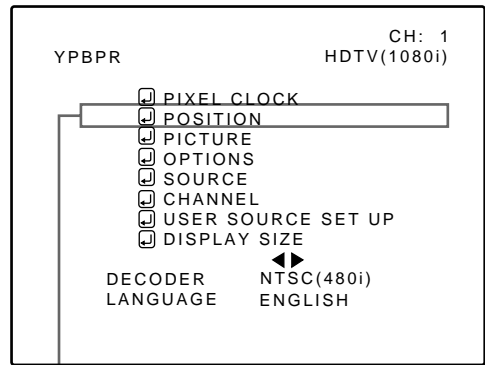 CH: 1
YPBPR HDTV(1080i)
PIXEL CLOCK
POSITION
PICTURE
OPTIONS
SOURCE
CHANNEL
USER SOURCE SET UP
DISPLAY SIZE
DECODER NTSC(480i)
LANGUAGE ENGLISH